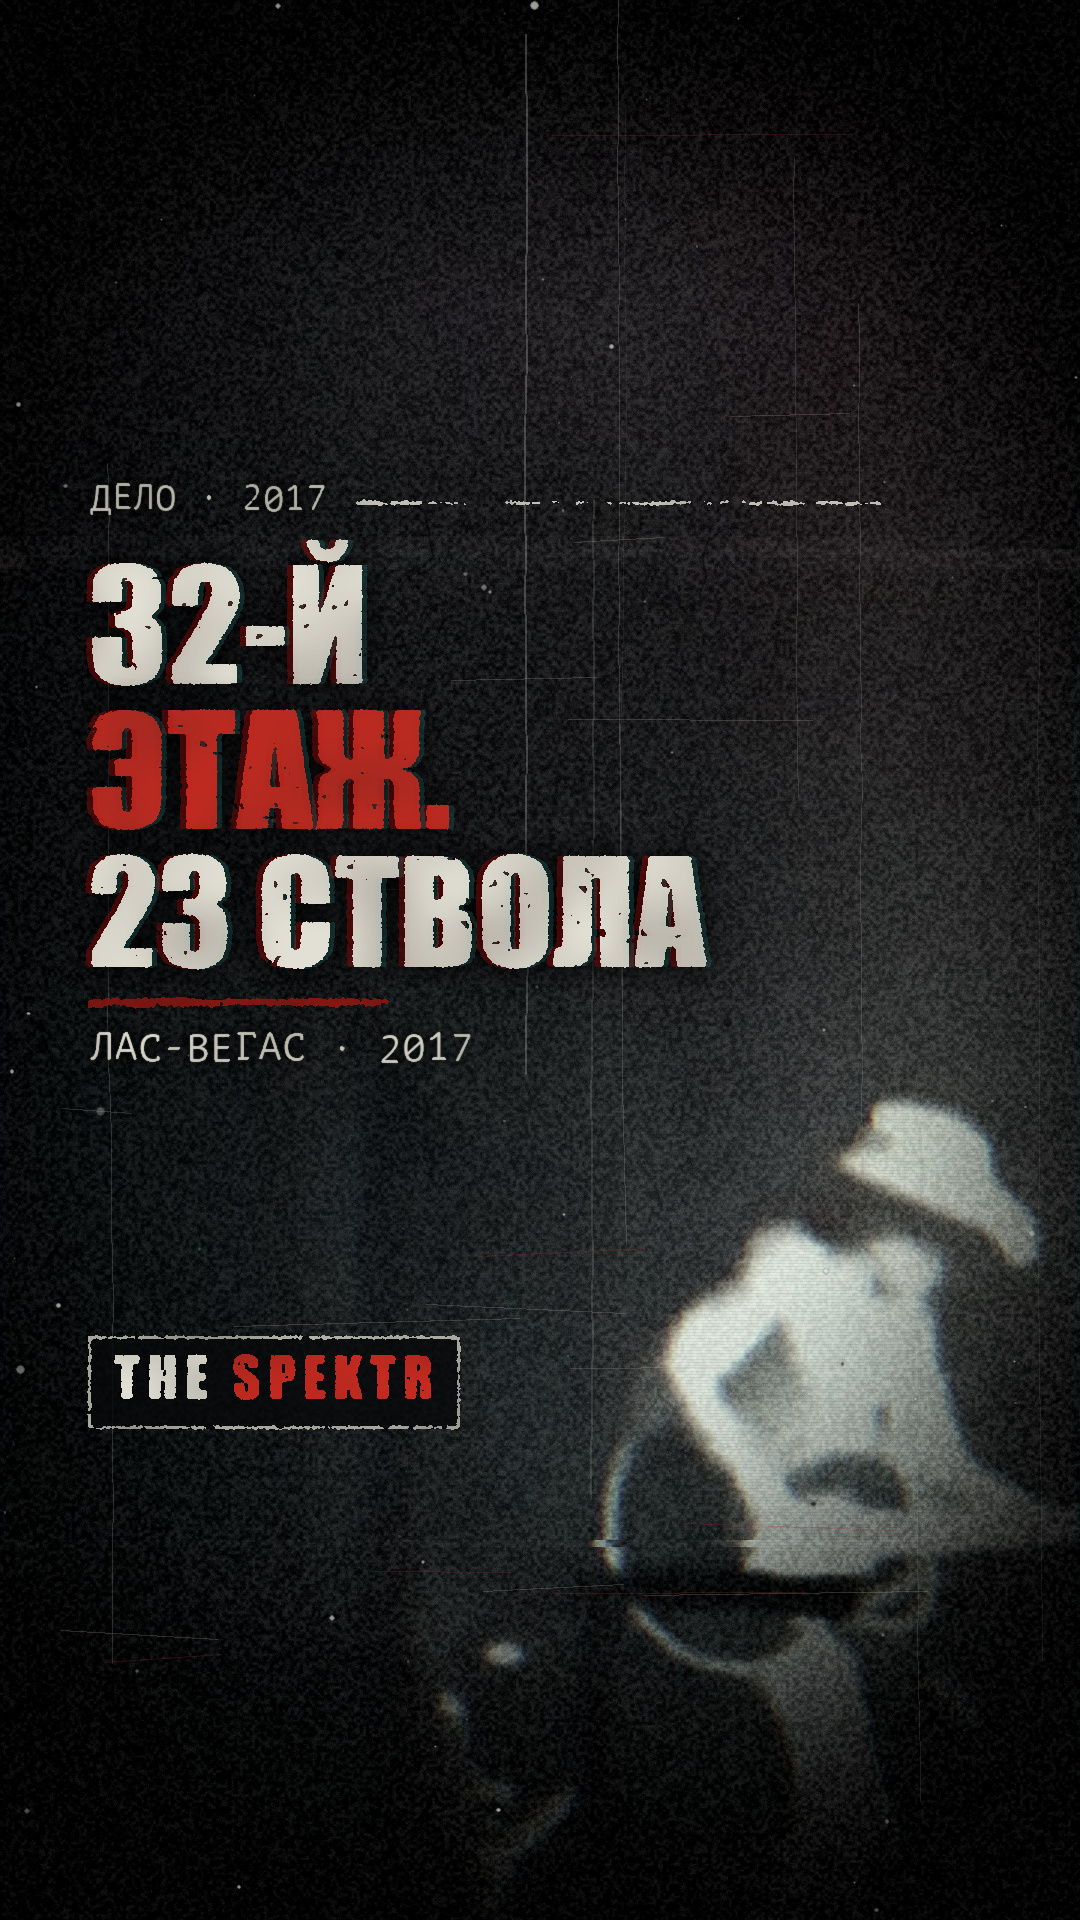 ДЕЛО · 2017
32-Й
ЭТАЖ.
23 СТВОЛА
ЛАС-ВЕГАС · 2017
THE SPEKTR